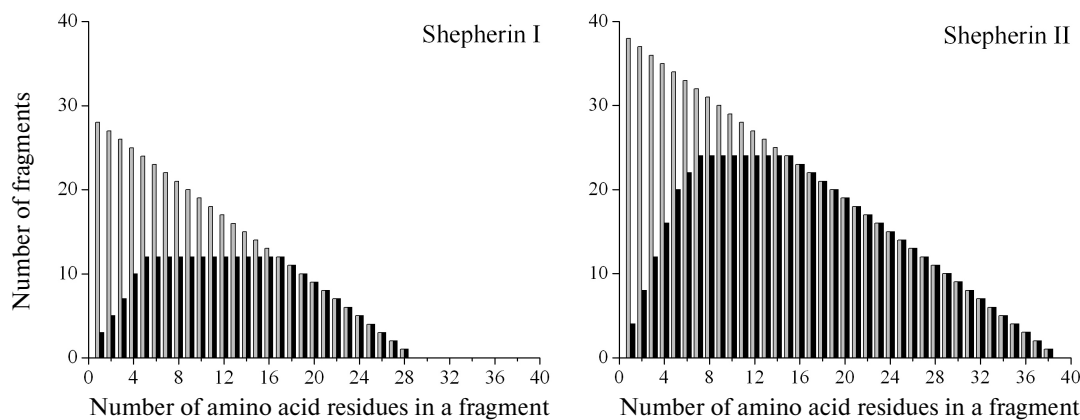 Shepherin I
40
30
20
10
0
0 4 8 12 16 20 24 28 32 36 40
Number of fragments
Number of amino acid residues in a fragment
Shepherin II
40
30
20
10
0
0 4 8 12 16 20 24 28 32 36 40
Number of amino acid residues in a fragment